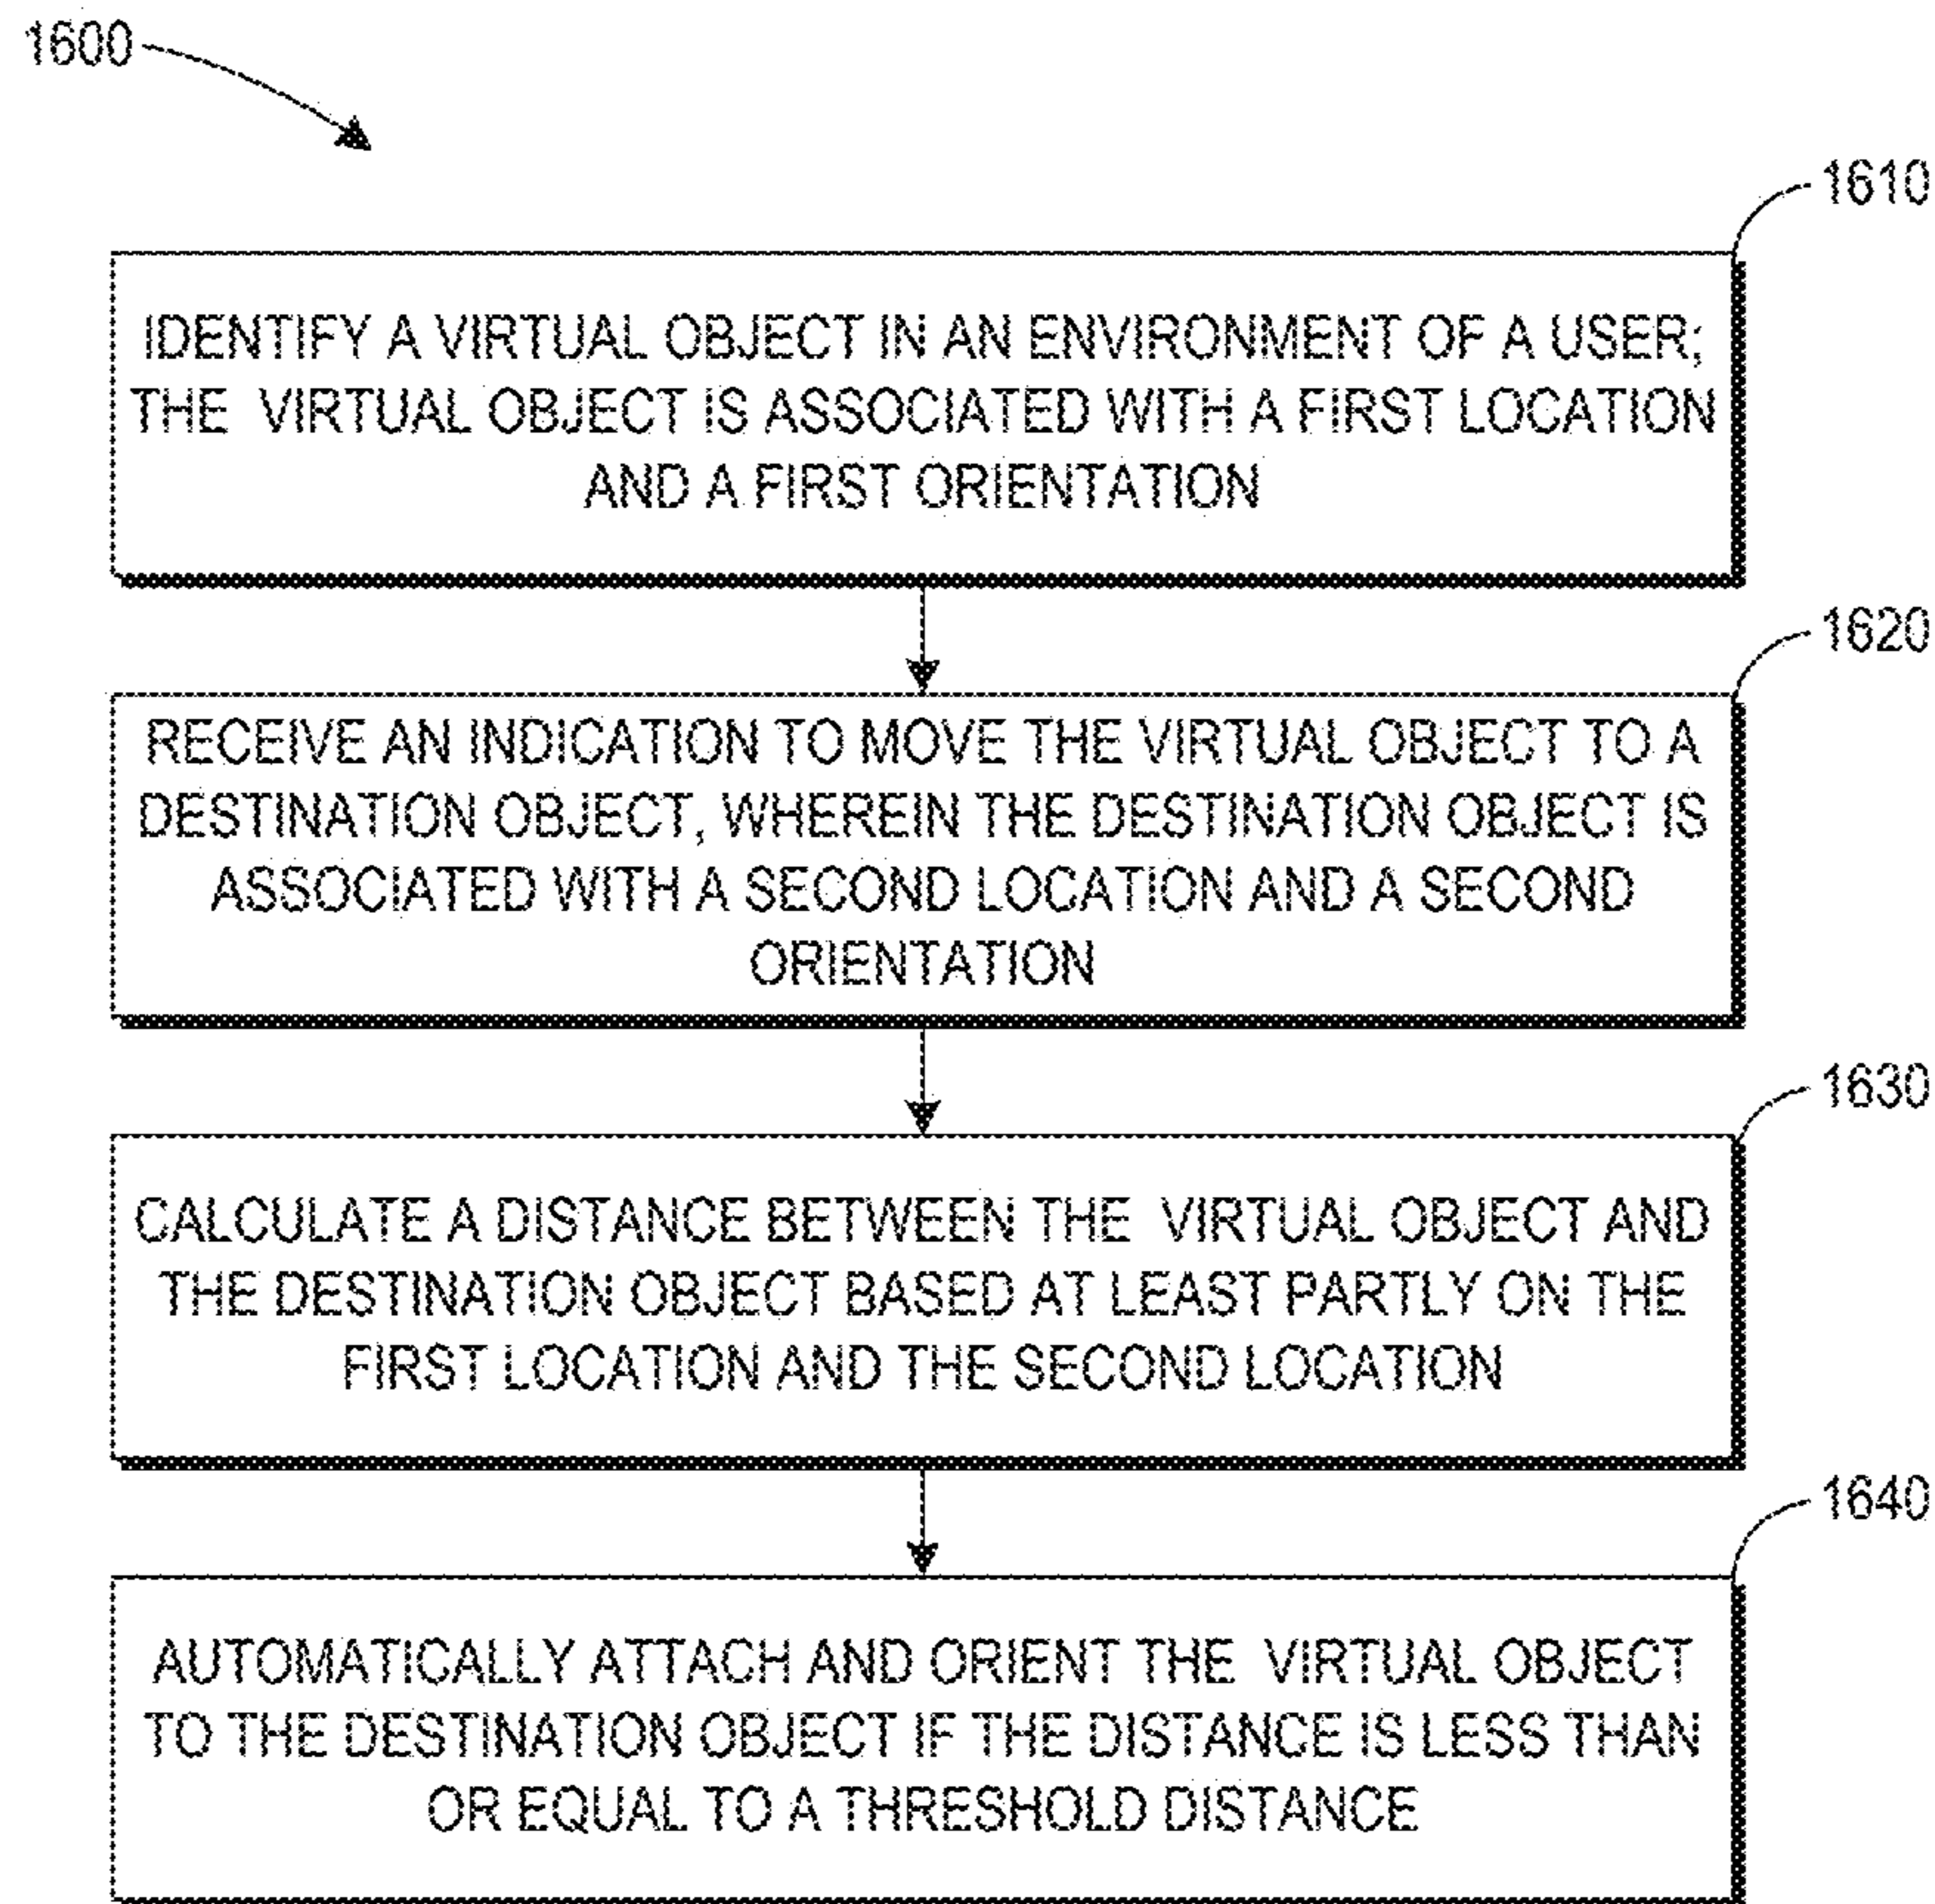 1600
1610
IDENTIFY A VIRTUAL OBJECT IN AN ENVIRONMENT OF A USER;
THE VIRTUAL OBJECT IS ASSOCIATED WITH A FIRST LOCATION
AND A FIRST ORIENTATION
1620
RECEIVE AN INDICATION TO MOVE THE VIRTUAL OBJECT TO A
DESTINATION OBJECT, WHEREIN THE DESTINATION OBJECT IS
ASSOCIATED WITH A SECOND LOCATION AND A SECOND
ORIENTATION
1630
CALCULATE A DISTANCE BETWEEN THE VIRTUAL OBJECT AND
THE DESTINATION OBJECT BASED AT LEAST PARTLY ON THE
FIRST LOCATION AND THE SECOND LOCATION
1640
AUTOMATICALLY ATTACH AND ORIENT THE VIRTUAL OBJECT
TO THE DESTINATION OBJECT IF THE DISTANCE IS LESS THAN
OR EQUAL TO A THRESHOLD DISTANCE